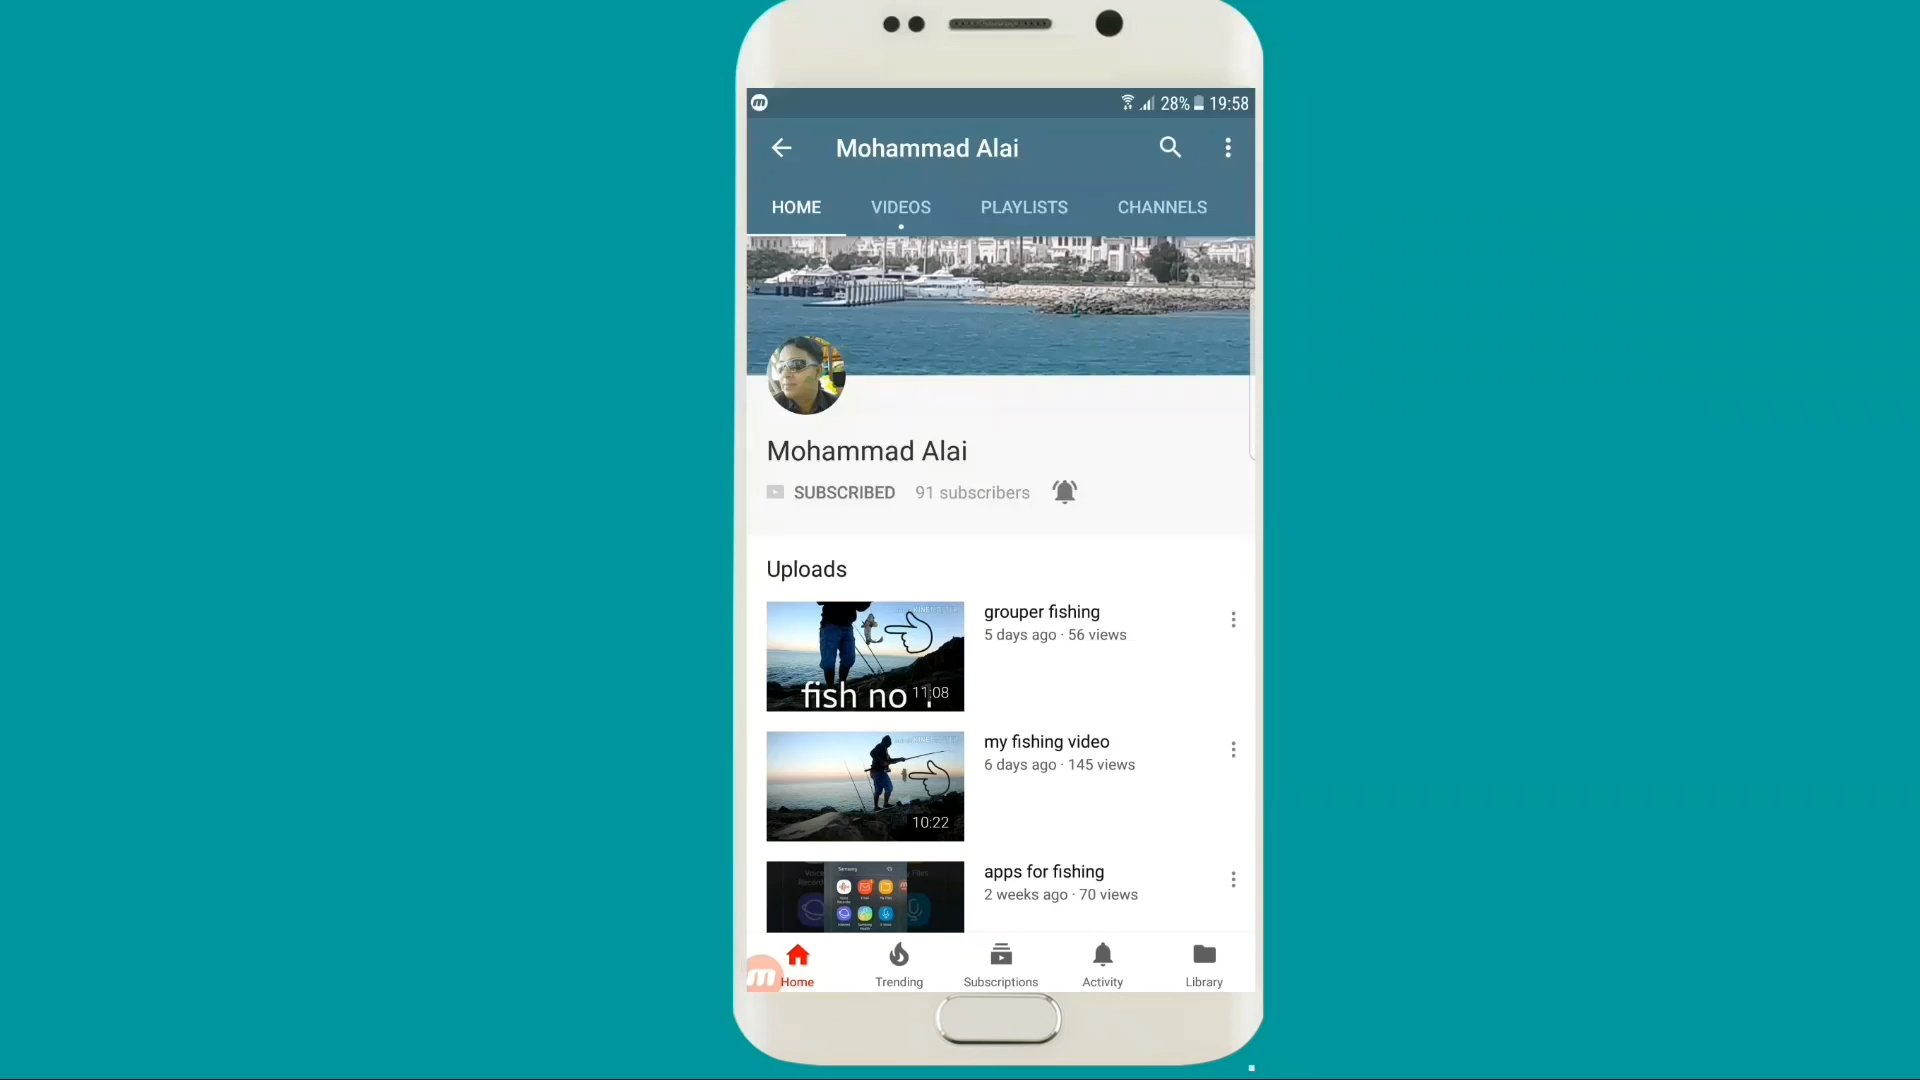 28% 19:58
Mohammad Alai
HOME VIDEOS PLAYLISTS CHANNELS
Mohammad Alai
SUBSCRIBED 91 subscribers
Uploads
grouper fishing
5 days ago · 56 views
fish no
11:08
my fishing video
6 days ago · 145 views
10:22
apps for fishing
2 weeks ago · 70 views
Samsung
Home Trending Subscriptions Activity Library